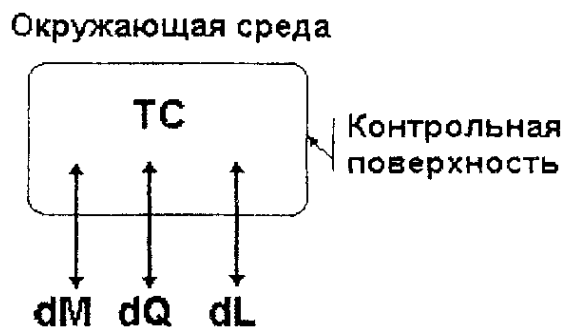 Окружающая среда
ТС
Контрольная
поверхность
dM dQ dL